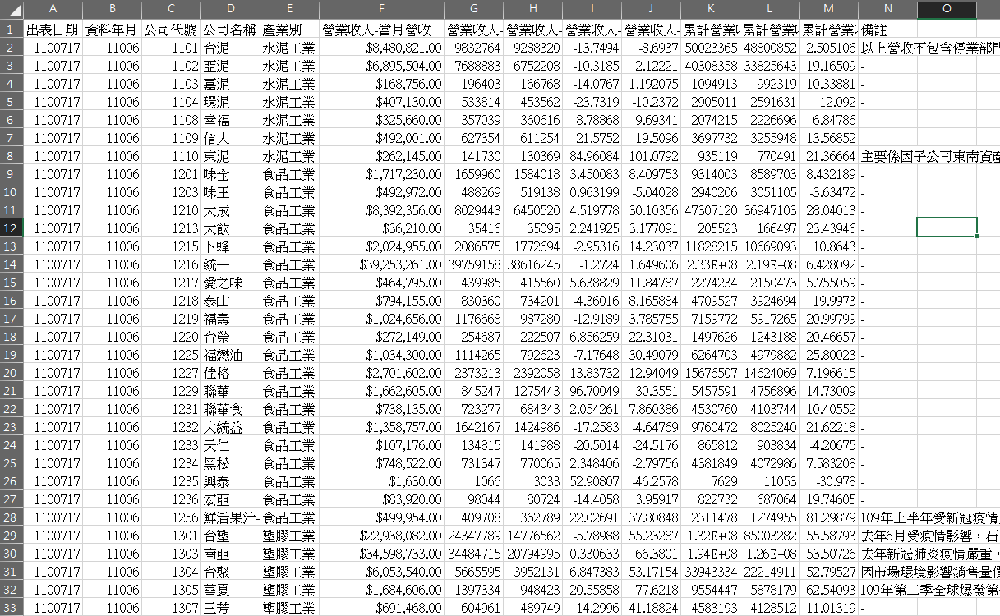 A B C D E F G H I J K L M N O
1 出表日期 資料年月 公司代號 公司名稱 產業別 營業收入-當月營收 營業收入- 營業收入- 營業收入- 營業收入- 累計營業 累計營業 累計營業 備註
2 1100717 11006 1101 台泥 水泥工業 $8,480,821.00 9832764 9288320 -13.7494 -8.6937 50023365 48800852 2.505106 以上營收不包含停業部門
3 1100717 11006 1102 亞泥 水泥工業 $6,895,504.00 7688883 6752208 -10.3185 2.12221 40308358 33825643 19.16509 -
4 1100717 11006 1103 嘉泥 水泥工業 $168,756.00 196403 166768 -14.0767 1.192075 1094913 992319 10.33881 -
5 1100717 11006 1104 環泥 水泥工業 $407,130.00 533814 453562 -23.7319 -10.2372 2905011 2591631 12.092 -
6 1100717 11006 1108 幸福 水泥工業 $325,660.00 357039 360616 -8.78868 -9.69341 2074215 2226696 -6.84786 -
7 1100717 11006 1109 信大 水泥工業 $492,001.00 627354 611254 -21.5752 -19.5096 3697732 3255948 13.56852 -
8 1100717 11006 1110 東泥 水泥工業 $262,145.00 141730 130369 84.96084 101.0792 935119 770491 21.36664 主要係因子公司東南資產
9 1100717 11006 1201 味全 食品工業 $1,717,230.00 1659960 1584018 3.450083 8.409753 9314003 8589703 8.432189 -
10 1100717 11006 1203 味王 食品工業 $492,972.00 488269 519138 0.963199 -5.04028 2940206 3051105 -3.63472 -
11 1100717 11006 1210 大成 食品工業 $8,392,356.00 8029443 6450520 4.519778 30.10356 47307120 36947103 28.04013 -
12 1100717 11006 1213 大飲 食品工業 $36,210.00 35416 35095 2.241925 3.177091 205523 166497 23.43946 -
13 1100717 11006 1215 卜蜂 食品工業 $2,024,955.00 2086575 1772694 -2.95316 14.23037 11828215 10669093 10.8643 -
14 1100717 11006 1216 統一 食品工業 $39,253,261.00 39759158 38616245 -1.2724 1.649606 2.33E+08 2.19E+08 6.428092 -
15 1100717 11006 1217 愛之味 食品工業 $464,795.00 439985 415560 5.638829 11.84787 2274234 2150473 5.755059 -
16 1100717 11006 1218 泰山 食品工業 $794,155.00 830360 734201 -4.36016 8.165884 4709527 3924694 19.9973 -
17 1100717 11006 1219 福壽 食品工業 $1,024,656.00 1176668 987280 -12.9189 3.785755 7159772 5917265 20.99799 -
18 1100717 11006 1220 台榮 食品工業 $272,149.00 254687 222507 6.856259 22.31031 1497626 1243188 20.46657 -
19 1100717 11006 1225 福懋油 食品工業 $1,034,300.00 1114265 792623 -7.17648 30.49079 6264703 4979882 25.80023 -
20 1100717 11006 1227 佳格 食品工業 $2,701,602.00 2373213 2392058 13.83732 12.94049 15676507 14624069 7.196615 -
21 1100717 11006 1229 聯華 食品工業 $1,662,605.00 845247 1275443 96.70049 30.3551 5457591 4756896 14.73009 -
22 1100717 11006 1231 聯華食 食品工業 $738,135.00 723277 684343 2.054261 7.860386 4530760 4103744 10.40552 -
23 1100717 11006 1232 大統益 食品工業 $1,358,757.00 1642167 1424986 -17.2583 -4.64769 9760472 8025240 21.62218 -
24 1100717 11006 1233 天仁 食品工業 $107,176.00 134815 141988 -20.5014 -24.5176 865812 903834 -4.20675 -
25 1100717 11006 1234 黑松 食品工業 $748,522.00 731347 770065 2.348406 -2.79756 4381849 4072986 7.583208 -
26 1100717 11006 1235 興泰 食品工業 $1,630.00 1066 3033 52.90807 -46.2578 7629 11053 -30.978 -
27 1100717 11006 1236 宏亞 食品工業 $83,920.00 98044 80724 -14.4058 3.95917 822732 687064 19.74605 -
28 1100717 11006 1256 鮮活果汁- 食品工業 $499,954.00 409708 362789 22.02691 37.80848 2311478 1274955 81.29879 109年上半年受新冠疫情
29 1100717 11006 1301 台塑 塑膠工業 $22,938,082.00 24347789 14776562 -5.78988 55.23287 1.32E+08 85003282 55.58793 去年6月受疫情影響，石
30 1100717 11006 1303 南亞 塑膠工業 $34,598,733.00 34484715 20794995 0.330633 66.3801 1.94E+08 1.26E+08 53.50726 去年新冠肺炎疫情嚴重，
31 1100717 11006 1304 台聚 塑膠工業 $6,053,540.00 5665595 3952131 6.847383 53.17154 33943334 22214911 52.79527 因市場環境影響銷售量價
32 1100717 11006 1305 華夏 塑膠工業 $1,684,606.00 1397334 948423 20.55858 77.6218 9554447 5878179 62.54093 109年第二季全球爆發第
33 1100717 11006 1307 三芳 塑膠工業 $691,468.00 604961 489749 14.2996 41.18824 4583193 4128512 11.01319 -